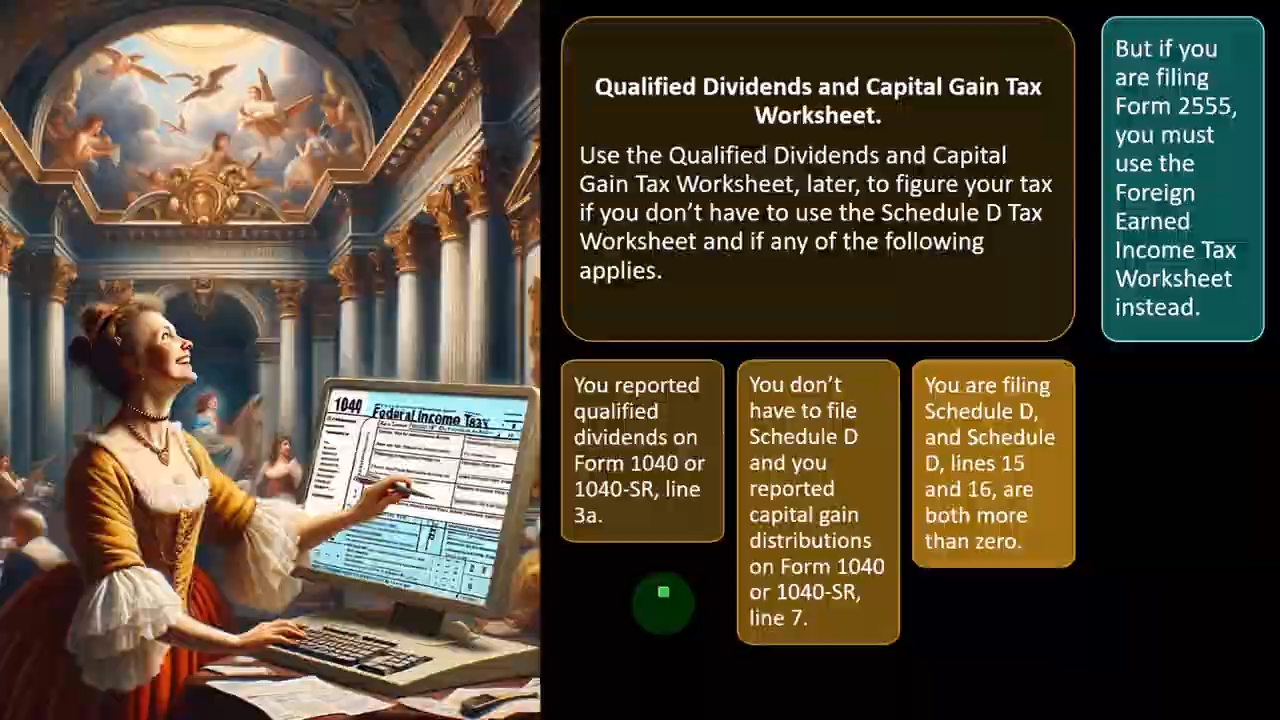 Qualified Dividends and Capital Gain Tax
Worksheet.
Use the Qualified Dividends and Capital
Gain Tax Worksheet, later, to figure your tax
if you don’t have to use the Schedule D Tax
Worksheet and if any of the following
applies.
But if you
are filing
Form 2555,
you must
use the
Foreign
Earned
Income Tax
Worksheet
instead.
You reported
qualified
dividends on
Form 1040 or
1040-SR, line
3a.
You don’t
have to file
Schedule D
and you
reported
capital gain
distributions
on Form 1040
or 1040-SR,
line 7.
You are filing
Schedule D,
and Schedule
D, lines 15
and 16, are
both more
than zero.
1040 Federal Income Tax